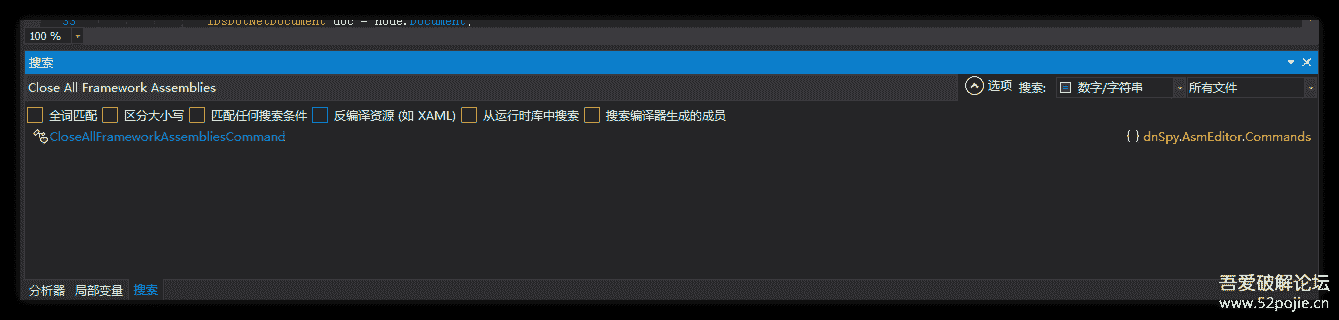 33 IDsDotNetDocument doc = node.Document;
100 %
搜索
Close All Framework Assemblies 选项 搜索: 数字/字符串 所有文件
全词匹配 区分大小写 匹配任何搜索条件 反编译资源 (如 XAML) 从运行时库中搜索 搜索编译器生成的成员
CloseAllFrameworkAssembliesCommand { } dnSpy.AsmEditor.Commands
分析器 局部变量 搜索
吾爱破解论坛
www.52pojie.cn